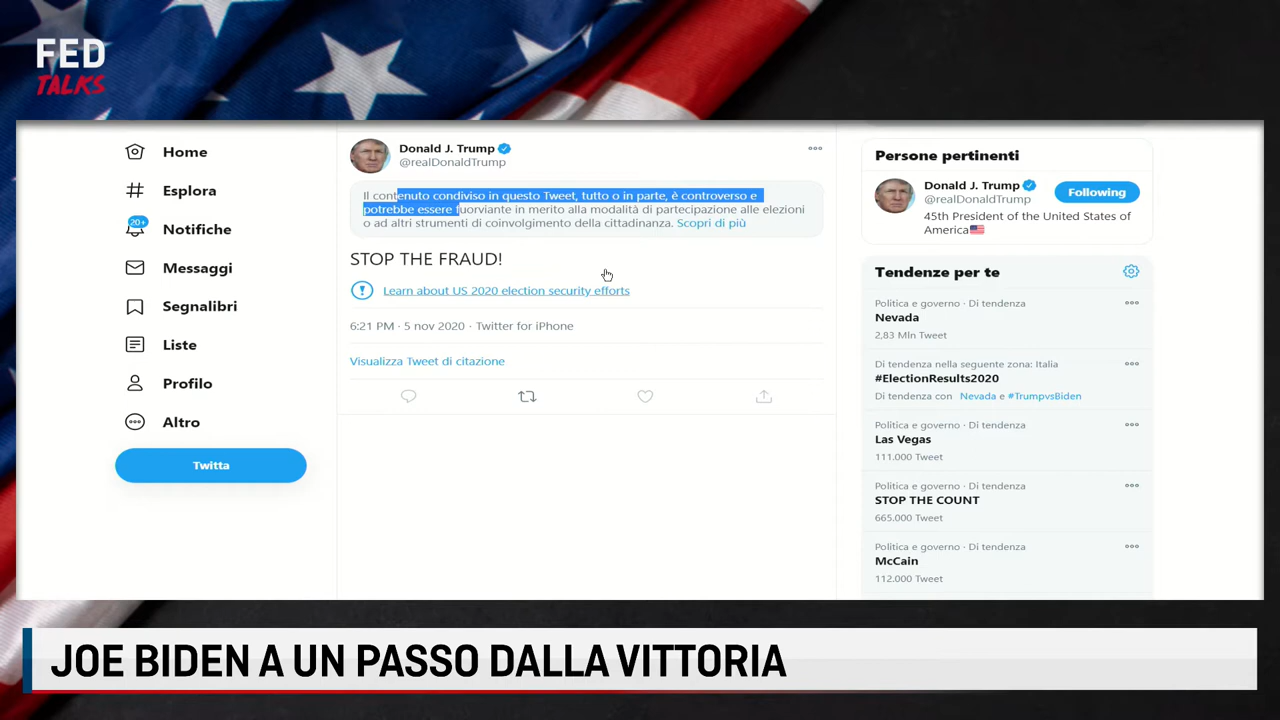 FED
TALKS
Home
Esplora
20+
Notifiche
Messaggi
Segnalibri
Liste
Profilo
Altro
Twitta
Donald J. Trump
@realDonaldTrump
Il contenuto condiviso in questo Tweet, tutto o in parte, è controverso e
potrebbe essere fuorviante in merito alla modalità di partecipazione alle elezioni
o ad altri strumenti di coinvolgimento della cittadinanza. Scopri di più
STOP THE FRAUD!
Learn about US 2020 election security efforts
6:21 PM · 5 nov 2020 · Twitter for iPhone
Visualizza Tweet di citazione
Persone pertinenti
Donald J. Trump
@realDonaldTrump
Following
45th President of the United States of
America🇺🇸
Tendenze per te
Politica e governo · Di tendenza
Nevada
2,83 Mln Tweet
Di tendenza nella seguente zona: Italia
#ElectionResults2020
Di tendenza con Nevada e #TrumpvsBiden
Politica e governo · Di tendenza
Las Vegas
111.000 Tweet
Politica e governo · Di tendenza
STOP THE COUNT
665.000 Tweet
Politica e governo · Di tendenza
McCain
112.000 Tweet
JOE BIDEN A UN PASSO DALLA VITTORIA